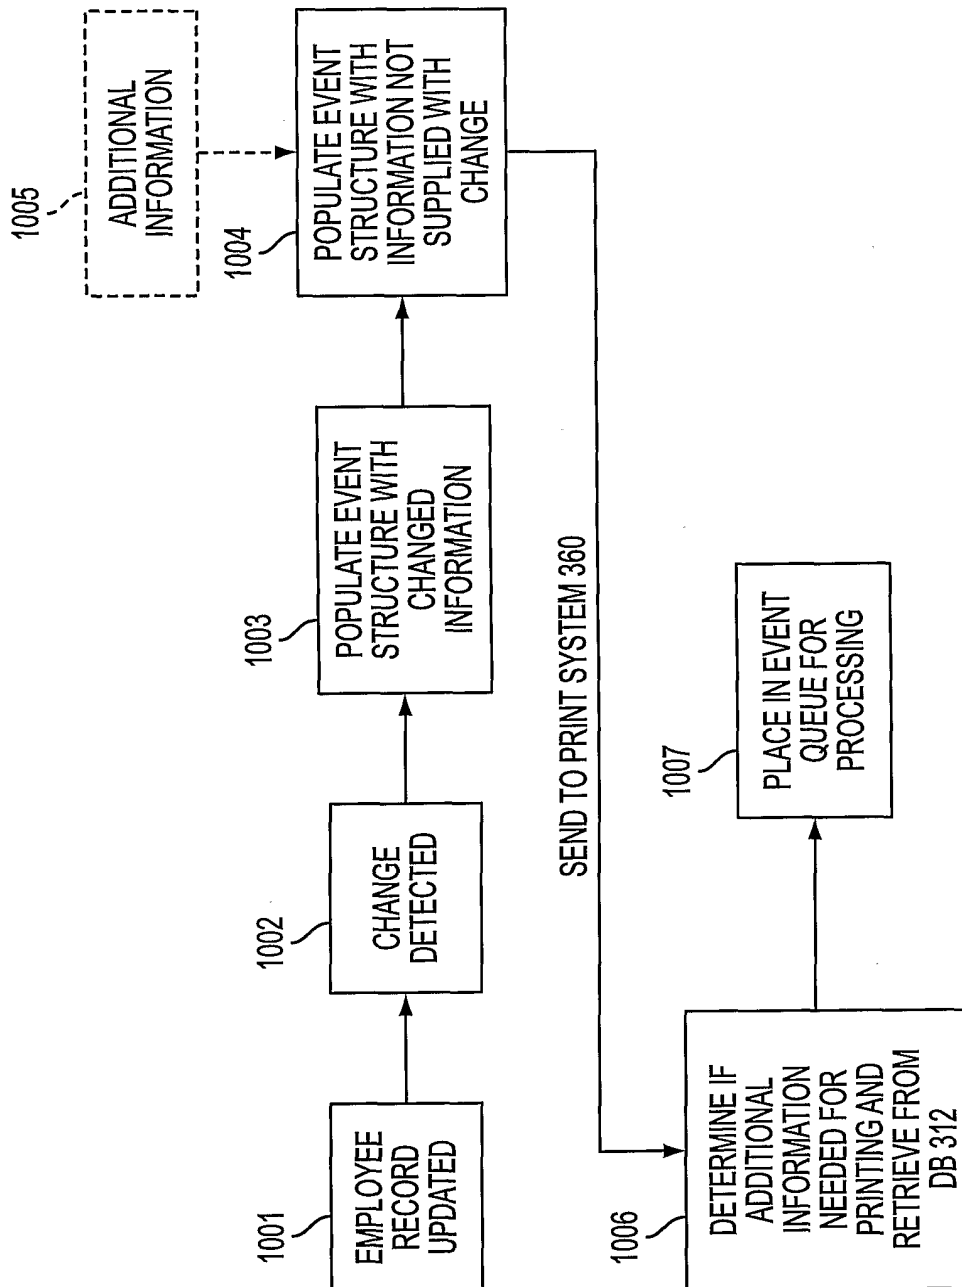 1001
EMPLOYEE
RECORD
UPDATED
1002
CHANGE
DETECTED
1003
POPULATE EVENT
STRUCTURE WITH
CHANGED
INFORMATION
1004
POPULATE EVENT
STRUCTURE WITH
INFORMATION NOT
SUPPLIED WITH
CHANGE
1005
ADDITIONAL
INFORMATION
SEND TO PRINT SYSTEM 360
1006
DETERMINE IF
ADDITIONAL
INFORMATION
NEEDED FOR
PRINTING AND
RETRIEVE FROM
DB 312
1007
PLACE IN EVENT
QUEUE FOR
PROCESSING